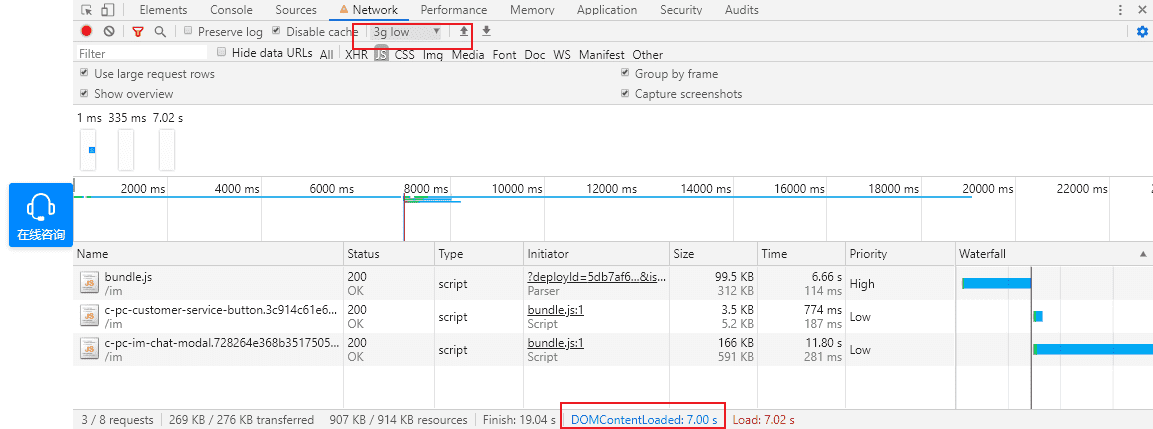 Elements Console Sources Network Performance Memory Application Security Audits
Preserve log Disable cache 3g low
Filter Hide data URLs All XHR JS CSS Img Media Font Doc WS Manifest Other
Use large request rows Group by frame
Show overview Capture screenshots
1 ms 335 ms 7.02 s
2000 ms 4000 ms 6000 ms 8000 ms 10000 ms 12000 ms 14000 ms 16000 ms 18000 ms 20000 ms 22000 ms
在线咨询
Name Status Type Initiator Size Time Priority Waterfall
bundle.js 200 script ?deployId=5db7af6...&is... 99.5 KB 6.66 s High
/im OK Parser 312 KB 114 ms
c-pc-customer-service-button.3c914c61e6... 200 script bundle.js:1 3.5 KB 774 ms Low
/im OK Script 5.2 KB 187 ms
c-pc-im-chat-modal.728264e368b3517505... 200 script bundle.js:1 166 KB 11.80 s Low
/im OK Script 591 KB 281 ms
3 / 8 requests 269 KB / 276 KB transferred 907 KB / 914 KB resources Finish: 19.04 s DOMContentLoaded: 7.00 s Load: 7.02 s